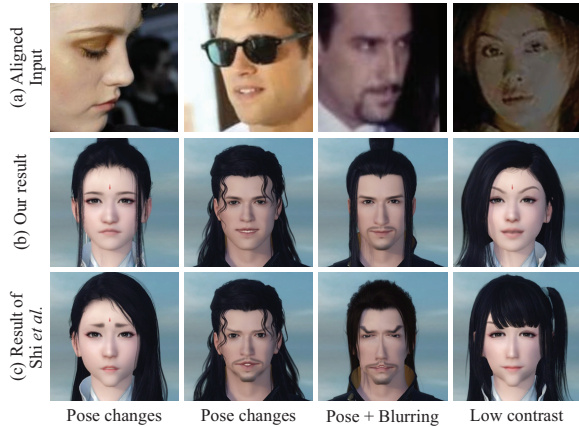 (a) Aligned
Input
(b) Our result
(c) Result of
Shi et al.
Pose changes
Pose changes
Pose + Blurring
Low contrast